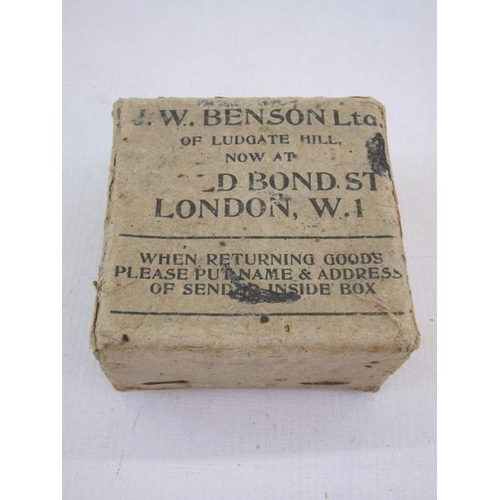 J. W. BENSON Ltd.
OF LUDGATE HILL,
NOW AT
LD BOND. ST
LONDON, W.1
WHEN RETURNING GOODS
PLEASE PUT NAME & ADDRESS
OF SENDER INSIDE BOX